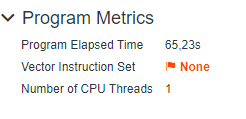 Program Metrics
Program Elapsed Time 65,23s
Vector Instruction Set None
Number of CPU Threads 1